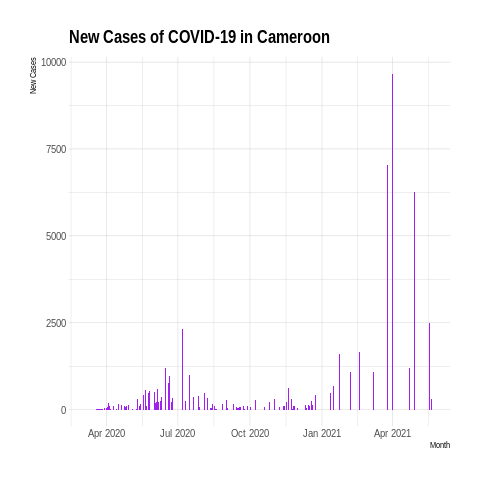 New Cases of COVID-19 in Cameroon
New Cases
10000
7500
5000
2500
0
Apr 2020 Jul 2020 Oct 2020 Jan 2021 Apr 2021
Month